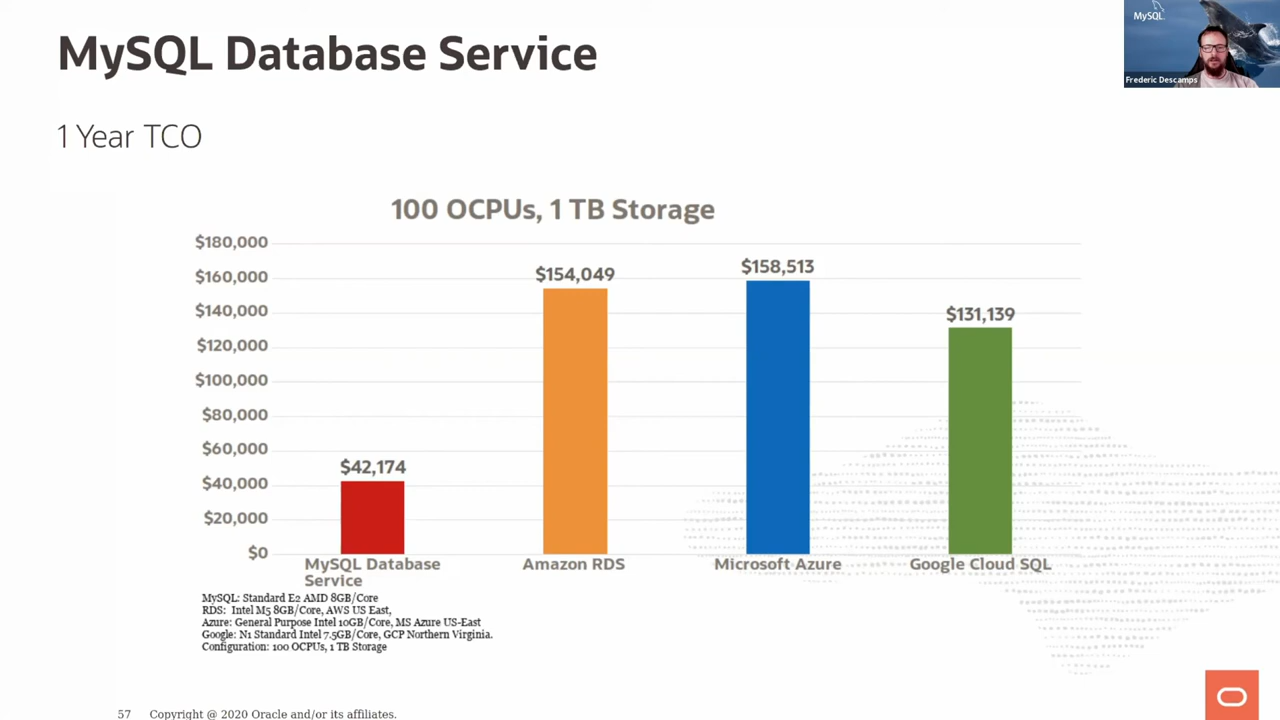 MySQL Database Service
MySQL
Frederic Descamps
1 Year TCO
100 OCPUs, 1 TB Storage
$180,000
$160,000
$140,000
$120,000
$100,000
$80,000
$60,000
$40,000
$20,000
$0
$42,174
$154,049
$158,513
$131,139
MySQL Database
Service
Amazon RDS
Microsoft Azure
Google Cloud SQL
MySQL: Standard E2 AMD 8GB/Core
RDS: Intel M5 8GB/Core, AWS US East,
Azure: General Purpose Intel 10GB/Core, MS Azure US-East
Google: N1 Standard Intel 7.5GB/Core, GCP Northern Virginia.
Configuration: 100 OCPUs, 1 TB Storage
57 Copyright @ 2020 Oracle and/or its affiliates.